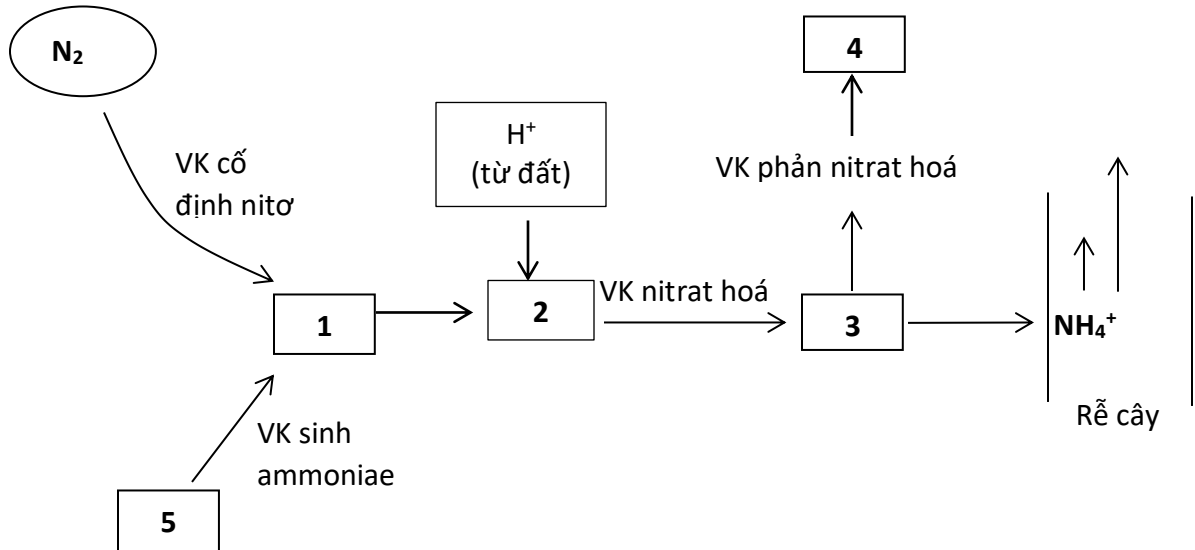 N₂
4
H⁺
(từ đất)
VK cố
định nitơ
VK phản nitrat hoá
1
2
VK nitrat hoá
3
NH₄⁺
Rễ cây
VK sinh
ammoniae
5